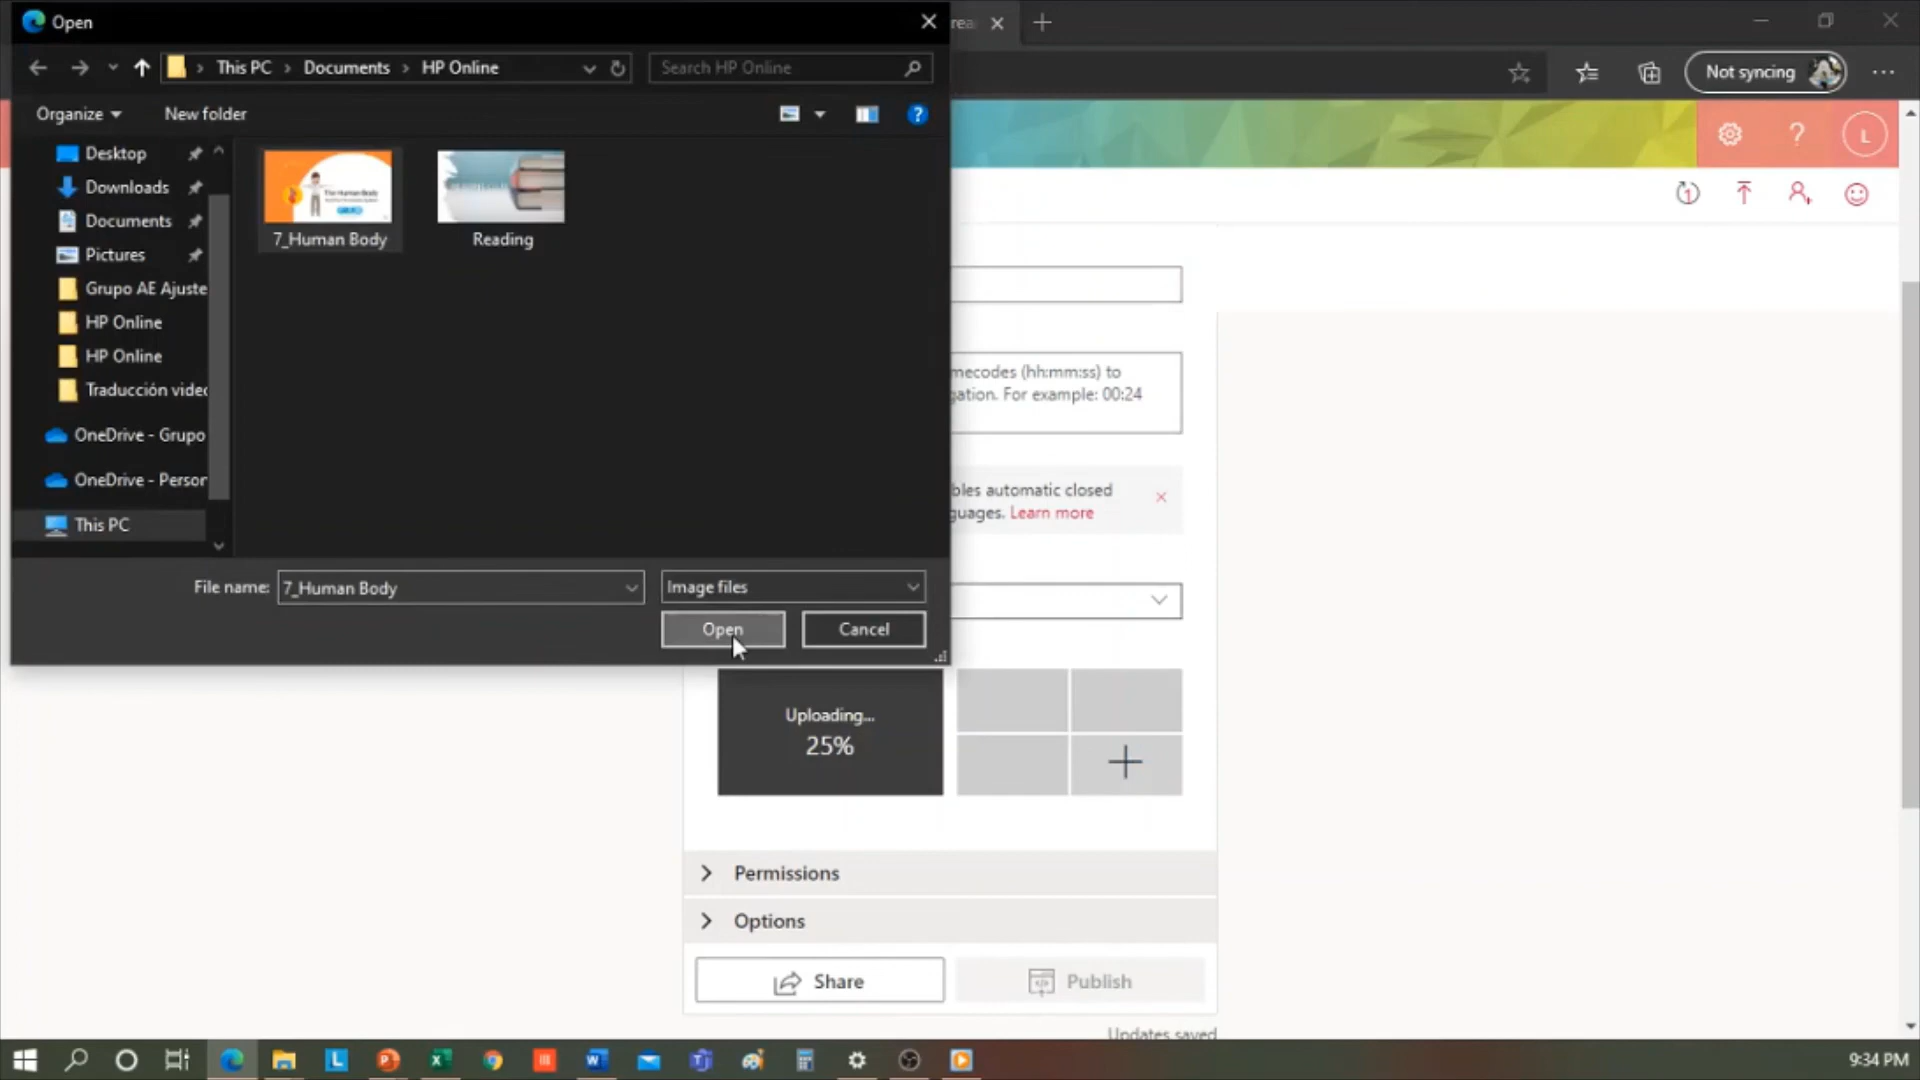 Open
rea
This PC > Documents > HP Online
Search HP Online
Not syncing
Organize
New folder
L
Desktop
Downloads
Documents
Pictures
Grupo AE Ajuste
HP Online
HP Online
Traducción videc
OneDrive - Grupo
OneDrive - Person
This PC
7_Human Body
Reading
File name:
7_Human Body
Image files
Open
Cancel
mecodes (hh:mm:ss) to
gation. For example: 00:24
bles automatic closed
guages. Learn more
Uploading...
25%
Permissions
Options
Share
Publish
Updates saved
9:34 PM